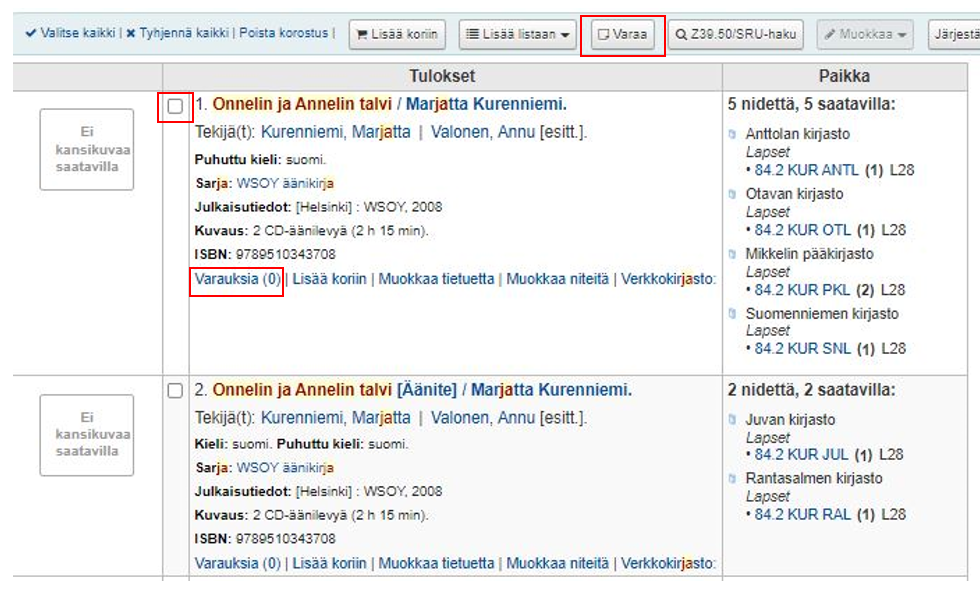 Valitse kaikki | Tyhjennä kaikki | Poista korostus |
Lisää koriin
Lisää listaan
Varaa
Z39.50/SRU-haku
Muokkaa
Järjestä
Tulokset
Paikka
Ei
kansikuvaa
saatavilla
1. Onnelin ja Annelin talvi / Marjatta Kurenniemi.
Tekijä(t): Kurenniemi, Marjatta | Valonen, Annu [esitt.].
Puhuttu kieli: suomi.
Sarja: WSOY äänikirja
Julkaisutiedot: [Helsinki] : WSOY, 2008
Kuvaus: 2 CD-äänilevyä (2 h 15 min).
ISBN: 9789510343708
Varauksia (0) | Lisää koriin | Muokkaa tietuetta | Muokkaa niteitä | Verkkokirjasto:
5 nidettä, 5 saatavilla:
Anttolan kirjasto
Lapset
• 84.2 KUR ANTL (1) L28
Otavan kirjasto
Lapset
• 84.2 KUR OTL (1) L28
Mikkelin pääkirjasto
Lapset
• 84.2 KUR PKL (2) L28
Suomenniemen kirjasto
Lapset
• 84.2 KUR SNL (1) L28
Ei
kansikuvaa
saatavilla
2. Onnelin ja Annelin talvi [Äänite] / Marjatta Kurenniemi.
Tekijä(t): Kurenniemi, Marjatta | Valonen, Annu [esitt.].
Kieli: suomi. Puhuttu kieli: suomi.
Sarja: WSOY äänikirja
Julkaisutiedot: [Helsinki] : WSOY, 2008
Kuvaus: 2 CD-äänilevyä (2 h 15 min).
ISBN: 9789510343708
Varauksia (0) | Lisää koriin | Muokkaa tietuetta | Muokkaa niteitä | Verkkokirjasto:
2 nidettä, 2 saatavilla:
Juvan kirjasto
Lapset
• 84.2 KUR JUL (1) L28
Rantasalmen kirjasto
Lapset
• 84.2 KUR RAL (1) L28